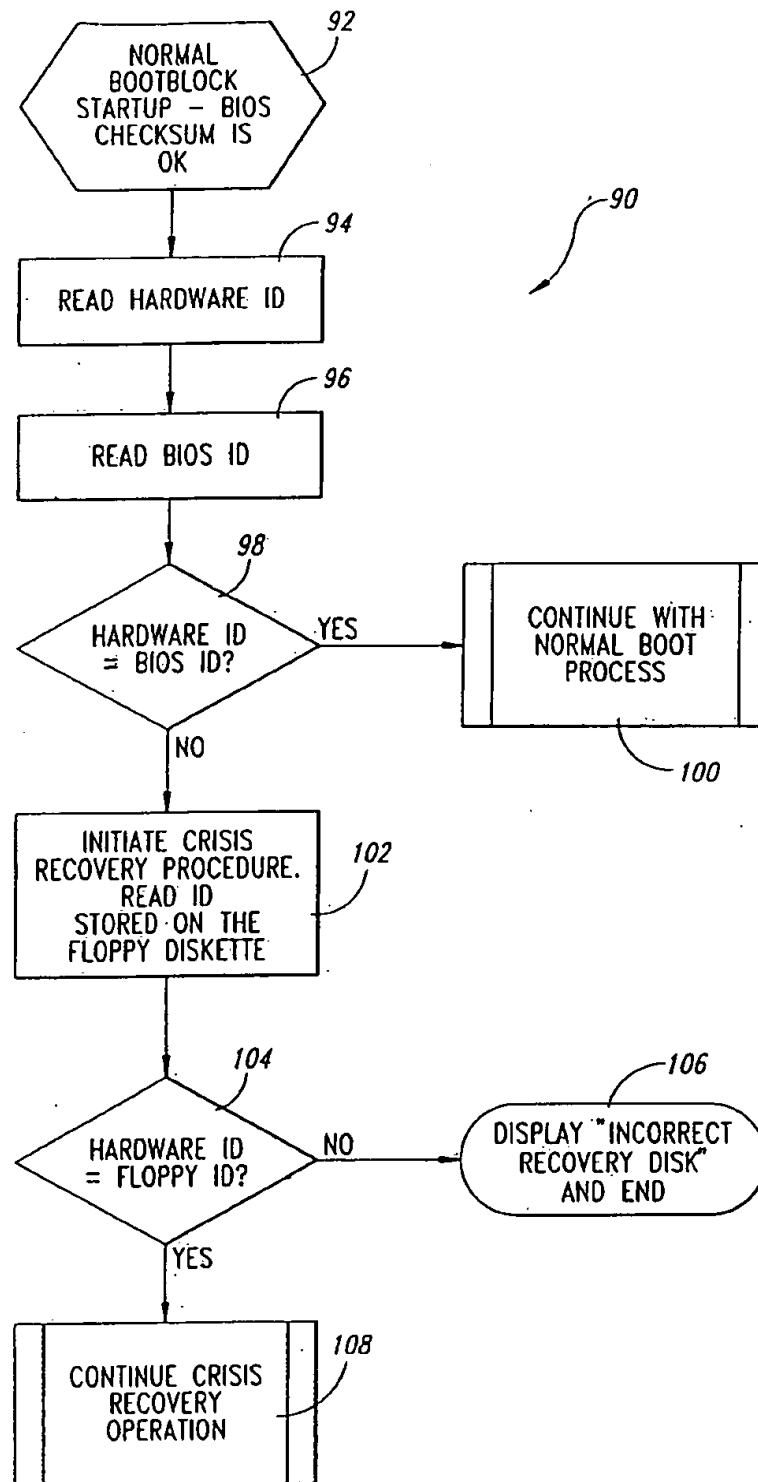 92
NORMAL
BOOTBLOCK
STARTUP – BIOS
CHECKSUM IS
OK
90
94
READ HARDWARE ID
96
READ BIOS ID
98
HARDWARE ID
= BIOS ID?
YES
CONTINUE WITH
NORMAL BOOT
PROCESS
100
NO
INITIATE CRISIS
RECOVERY PROCEDURE.
READ ID
STORED ON THE
FLOPPY DISKETTE
102
104
HARDWARE ID
= FLOPPY ID?
NO
106
DISPLAY "INCORRECT
RECOVERY DISK"
AND END
YES
CONTINUE CRISIS
RECOVERY
OPERATION
108